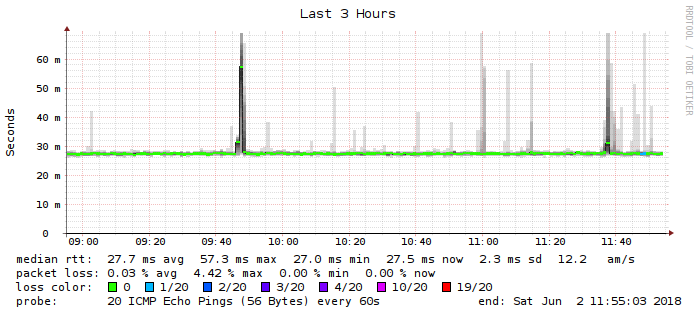 Last 3 Hours
RRDTOOL / TOBI OETIKER
Seconds
60 m
50 m
40 m
30 m
20 m
10 m
0
09:00 09:20 09:40 10:00 10:20 10:40 11:00 11:20 11:40
median rtt: 27.7 ms avg 57.3 ms max 27.0 ms min 27.5 ms now 2.3 ms sd 12.2 am/s
packet loss: 0.03 % avg 4.42 % max 0.00 % min 0.00 % now
loss color: 0 1/20 2/20 3/20 4/20 10/20 19/20
probe: 20 ICMP Echo Pings (56 Bytes) every 60s end: Sat Jun 2 11:55:03 2018